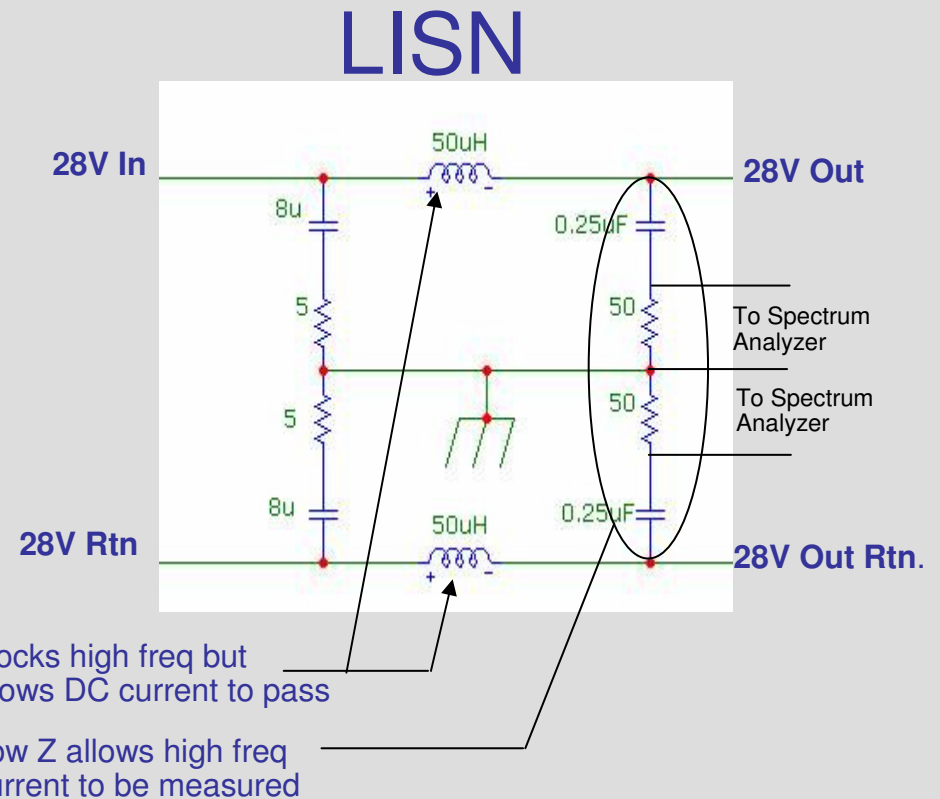 LISN
50uH
28V In
28V Out
8u
0.25uF
5
50
To Spectrum
Analyzer
5
50
To Spectrum
Analyzer
8u
0.25uF
50uH
28V Rtn
28V Out Rtn.
+ -
+ -
ocks high freq but
ows DC current to pass
ow Z allows high freq
urrent to be measured